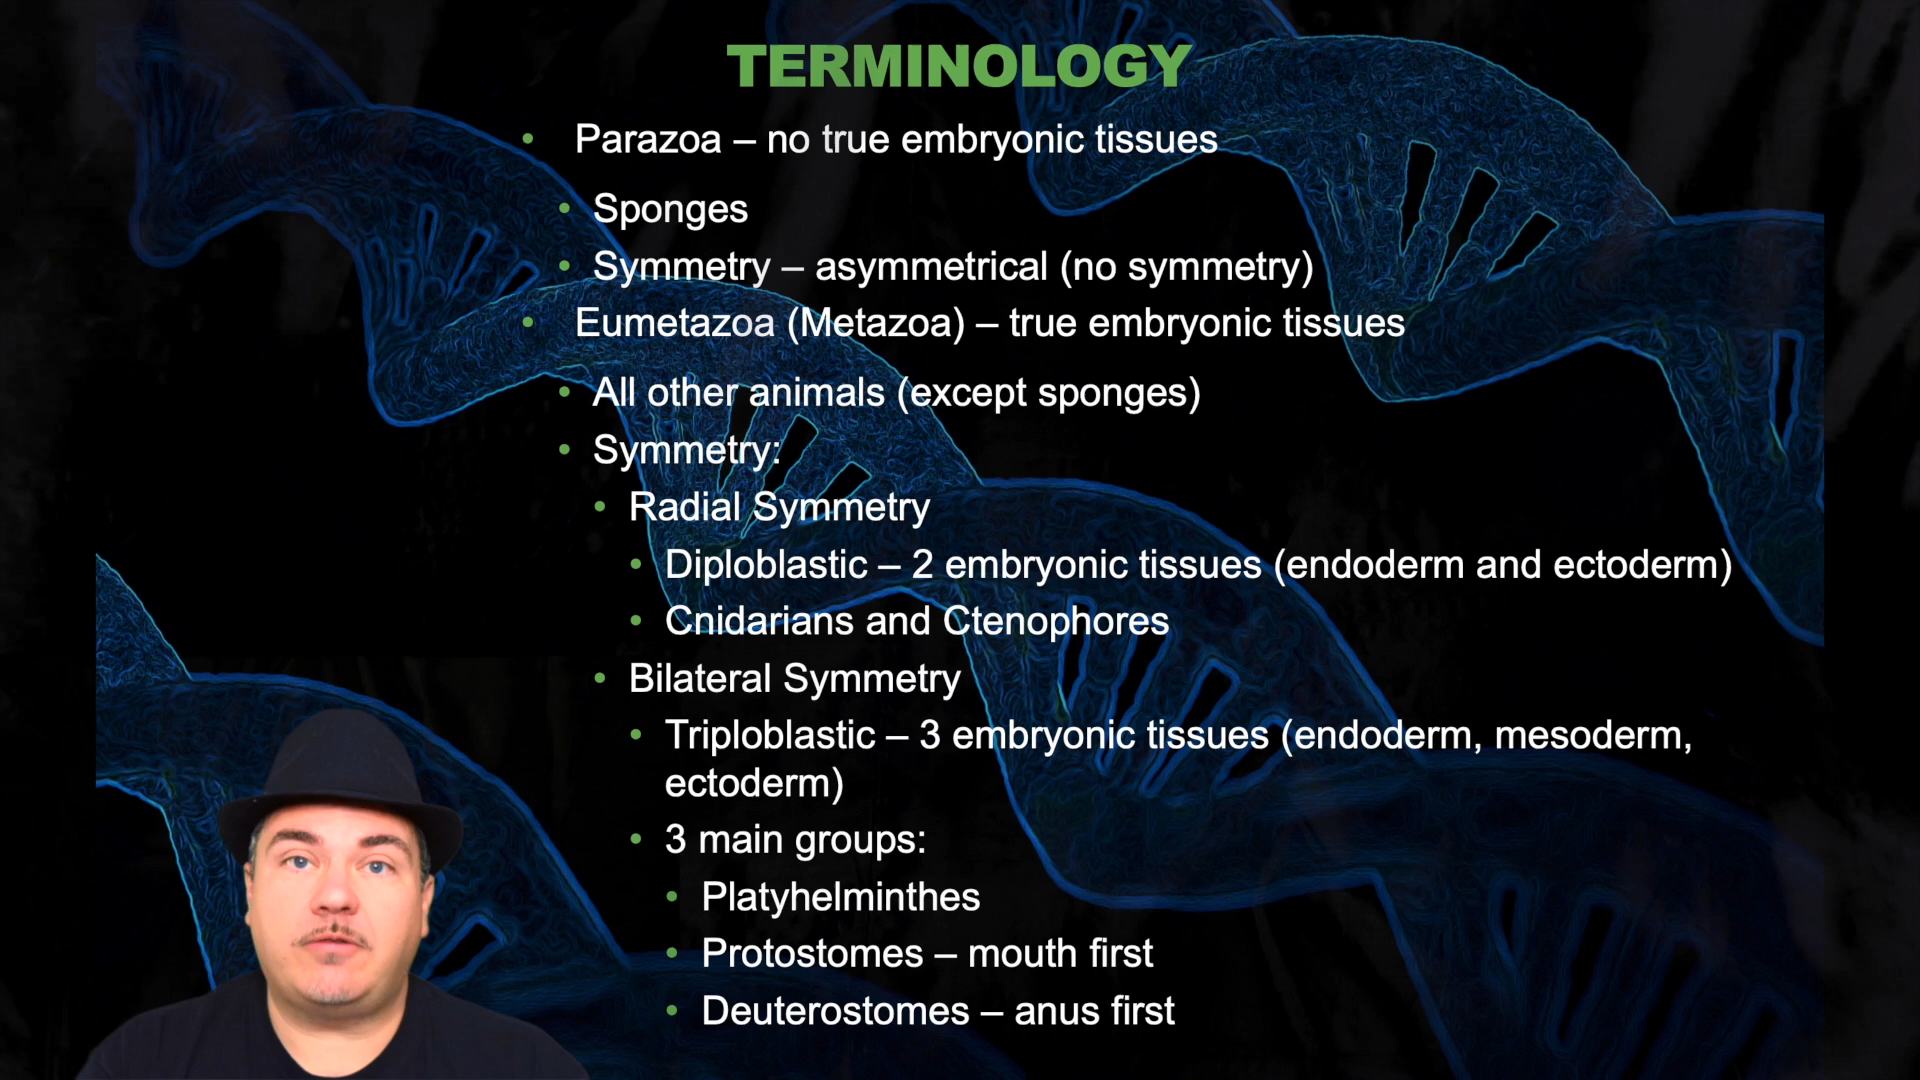 TERMINOLOGY
• Parazoa – no true embryonic tissues
• Sponges
• Symmetry – asymmetrical (no symmetry)
• Eumetazoa (Metazoa) – true embryonic tissues
• All other animals (except sponges)
• Symmetry:
• Radial Symmetry
• Diploblastic – 2 embryonic tissues (endoderm and ectoderm)
• Cnidarians and Ctenophores
• Bilateral Symmetry
• Triploblastic – 3 embryonic tissues (endoderm, mesoderm,
ectoderm)
• 3 main groups:
• Platyhelminthes
• Protostomes – mouth first
• Deuterostomes – anus first